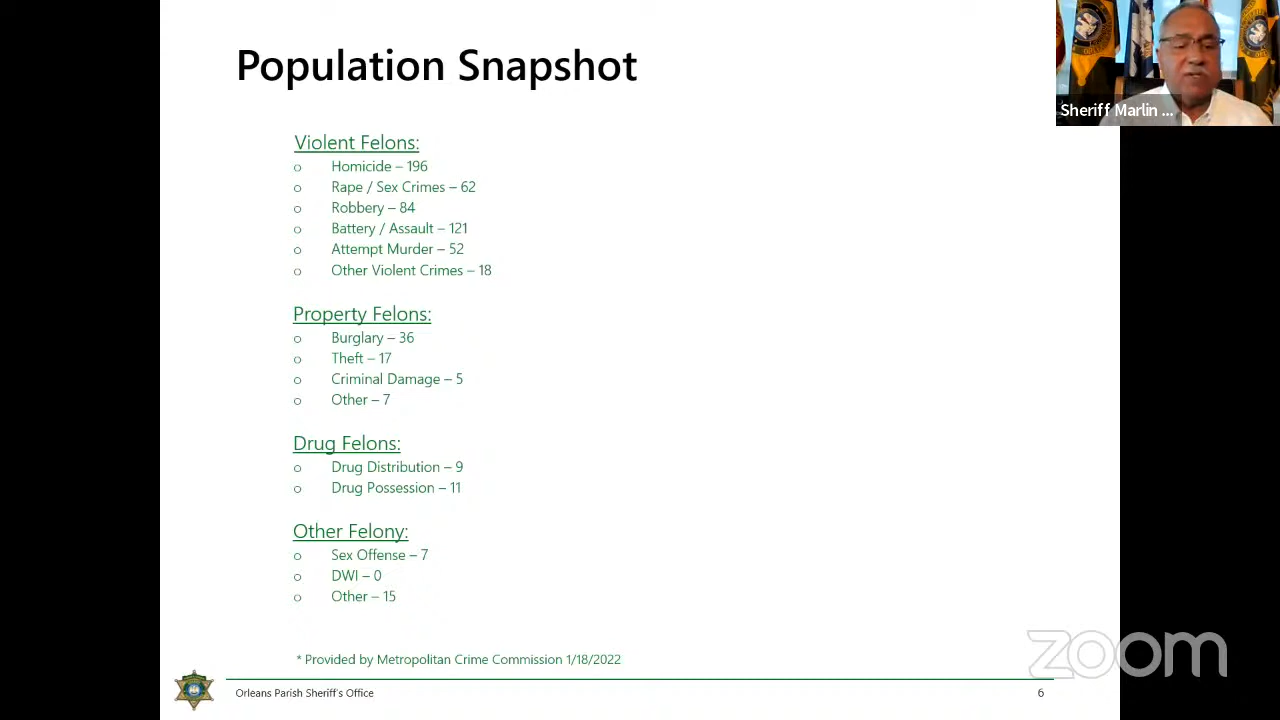 Population Snapshot
Sheriff Marlin ...
Violent Felons:
o Homicide – 196
o Rape / Sex Crimes – 62
o Robbery – 84
o Battery / Assault – 121
o Attempt Murder – 52
o Other Violent Crimes – 18
Property Felons:
o Burglary – 36
o Theft – 17
o Criminal Damage – 5
o Other – 7
Drug Felons:
o Drug Distribution – 9
o Drug Possession – 11
Other Felony:
o Sex Offense – 7
o DWI – 0
o Other – 15
* Provided by Metropolitan Crime Commission 1/18/2022
zoom
Orleans Parish Sheriff's Office
6